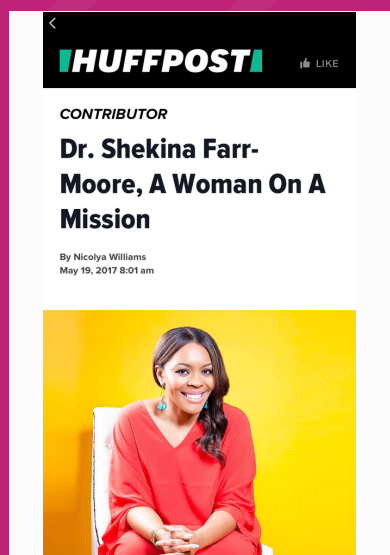 HUFFPOST
LIKE
CONTRIBUTOR
Dr. Shekina Farr-
Moore, A Woman On A
Mission
By Nicolya Williams
May 19, 2017 8:01 am